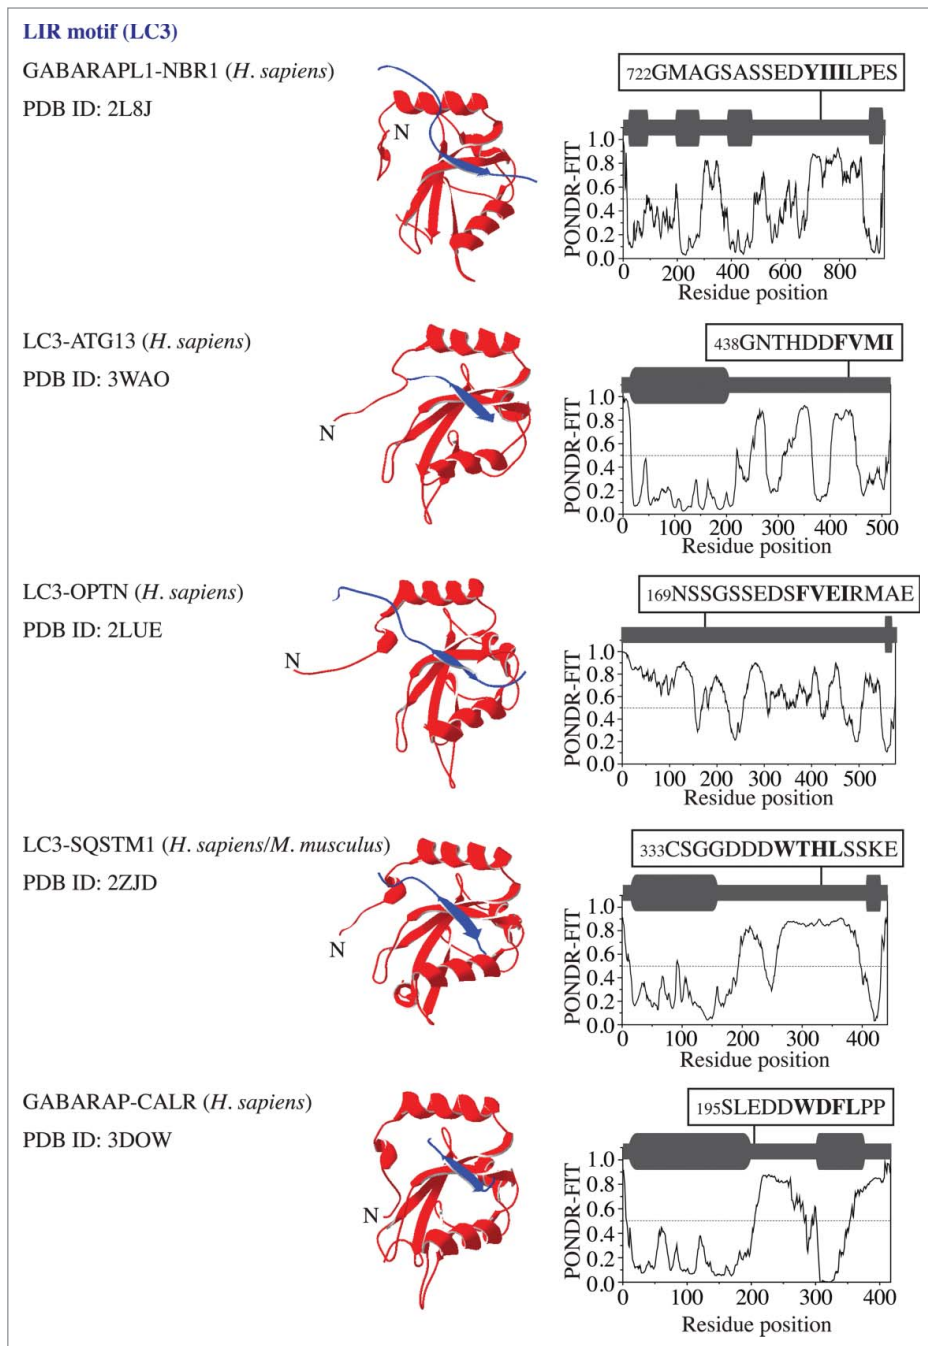 LIR motif (LC3)
GABARAPL1-NBR1 (H. sapiens)
PDB ID: 2L8J
N
722GMAGSASSEDYIIILPES
PONDR-FIT
1.0
0.8
0.6
0.4
0.2
0.0
0 200 400 600 800
Residue position
LC3-ATG13 (H. sapiens)
PDB ID: 3WAO
N
438GNTHDDFVMI
PONDR-FIT
1.0
0.8
0.6
0.4
0.2
0.0
0 100 200 300 400 500
Residue position
LC3-OPTN (H. sapiens)
PDB ID: 2LUE
N
169NSSGSSEDSFVEIRMAE
PONDR-FIT
1.0
0.8
0.6
0.4
0.2
0.0
0 100 200 300 400 500
Residue position
LC3-SQSTM1 (H. sapiens/M. musculus)
PDB ID: 2ZJD
N
333CSGGDDDWTHLSSKE
PONDR-FIT
1.0
0.8
0.6
0.4
0.2
0.0
0 100 200 300 400
Residue position
GABARAP-CALR (H. sapiens)
PDB ID: 3DOW
N
195SLEDDWDFLPP
PONDR-FIT
1.0
0.8
0.6
0.4
0.2
0.0
0 100 200 300 400
Residue position